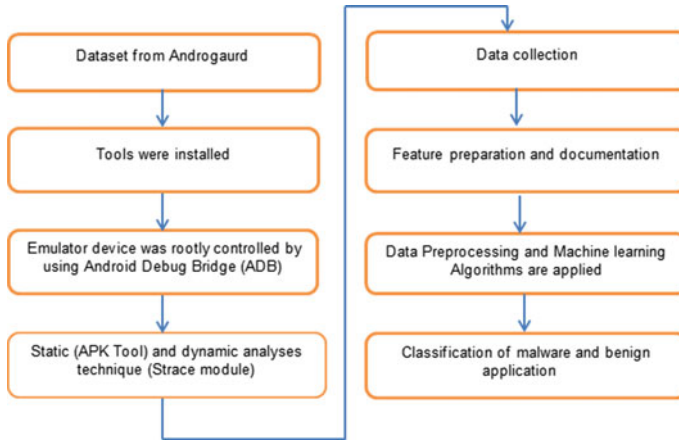 Dataset from Androgaurd
Tools were installed
Emulator device was rootly controlled by
using Android Debug Bridge (ADB)
Static (APK Tool) and dynamic analyses
technique (Strace module)
Data collection
Feature preparation and documentation
Data Preprocessing and Machine learning
Algorithms are applied
Classification of malware and benign
application